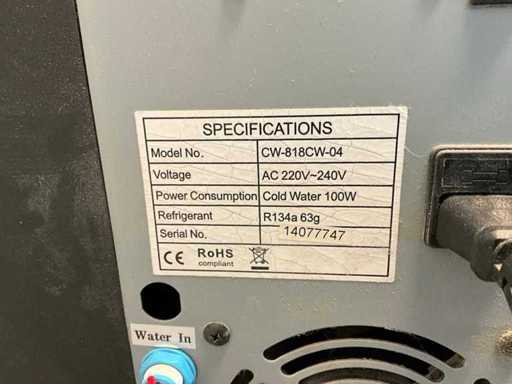 SPECIFICATIONS
Model No. CW-818CW-04
Voltage AC 220V~240V
Power Consumption Cold Water 100W
Refrigerant R134a 63g
Serial No. 14077747
CE RoHS
compliant
Water In